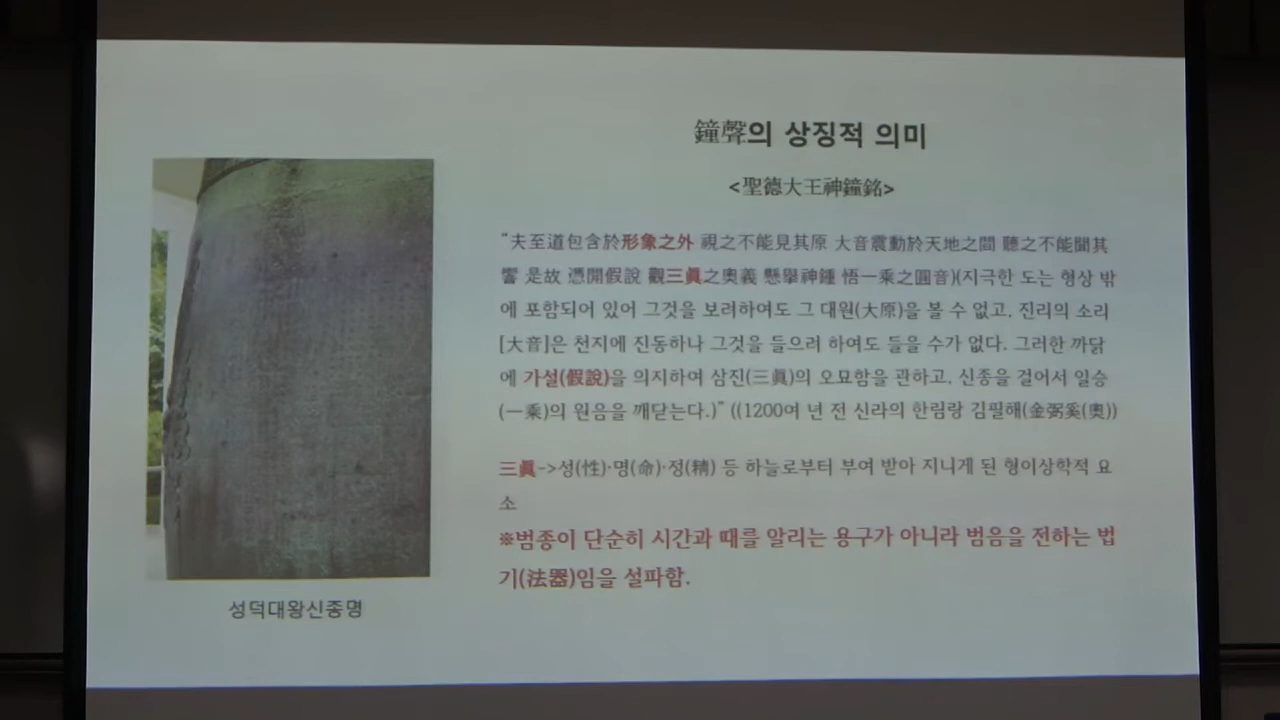 鐘聲의 상징적 의미
<聖德大王神鐘銘>
“夫至道包含於形象之外 視之不能見其原 大音震動於天地之間 聽之不能聞其
響 是故 憑開假說 觀三眞之奧義 懸擧神鍾 悟一乘之圓音)(지극한 도는 형상 밖
에 포함되어 있어 그것을 보려하여도 그 대원(大原)을 볼 수 없고, 진리의 소리
[大音]은 천지에 진동하나 그것을 들으려 하여도 들을 수가 없다. 그러한 까닭
에 가설(假說)을 의지하여 삼진(三眞)의 오묘함을 관하고, 신종을 걸어서 일승
(一乘)의 원음을 깨닫는다.)” ((1200여 년 전 신라의 한림랑 김필해(金弼奚(奧))
三眞->성(性)·명(命)·정(精) 등 하늘로부터 부여 받아 지니게 된 형이상학적 요
소
※범종이 단순히 시간과 때를 알리는 용구가 아니라 범음을 전하는 법
기(法器)임을 설파함.
성덕대왕신종명